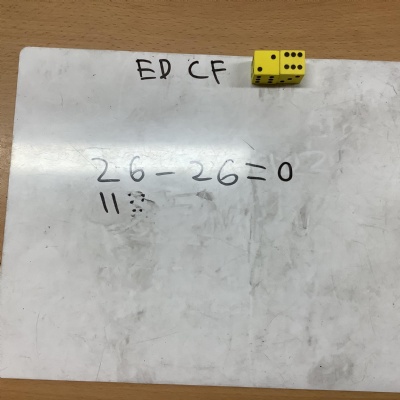 ED CF
26 - 26 = 0